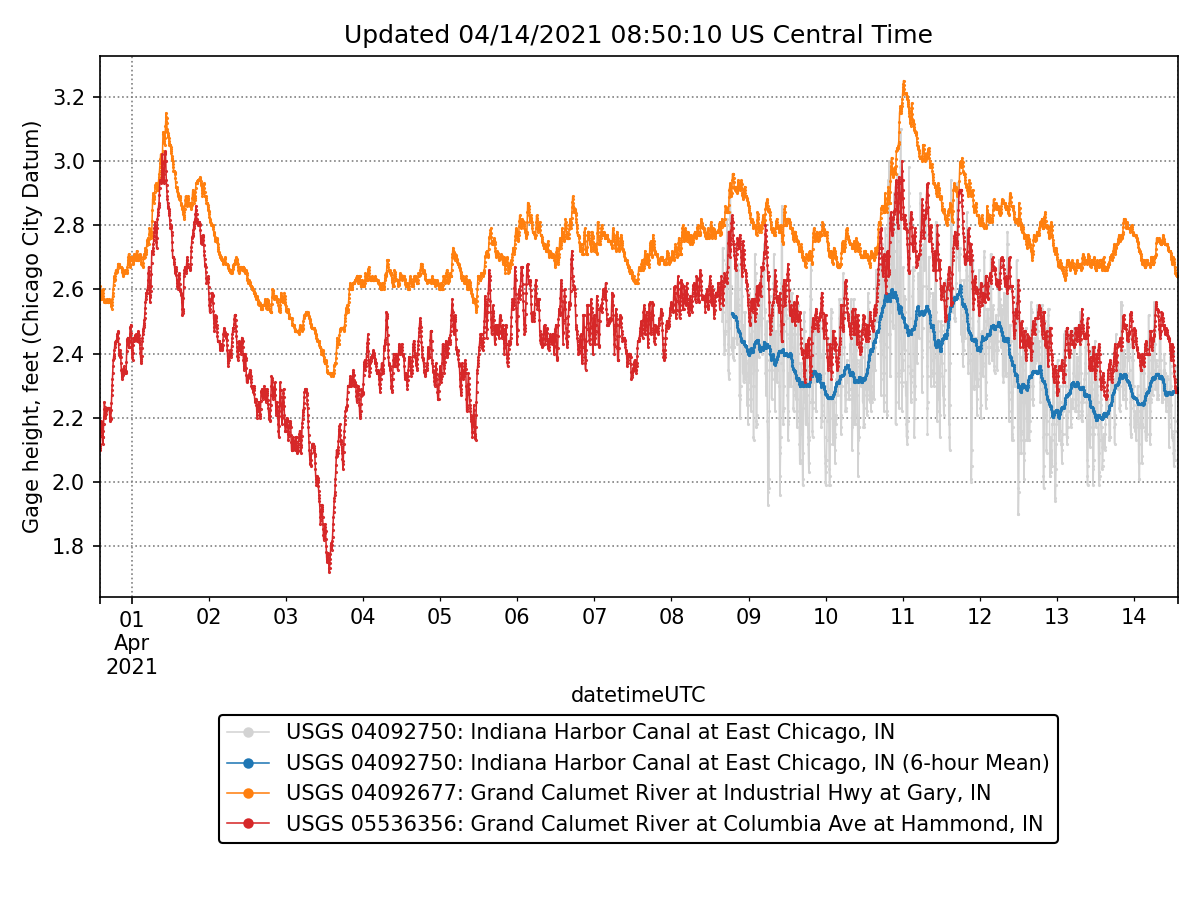 Updated 04/14/2021 08:50:10 US Central Time
Gage height, feet (Chicago City Datum)
3.2
3.0
2.8
2.6
2.4
2.2
2.0
1.8
01 02 03 04 05 06 07 08 09 10 11 12 13 14
Apr
2021
datetimeUTC
USGS 04092750: Indiana Harbor Canal at East Chicago, IN
USGS 04092750: Indiana Harbor Canal at East Chicago, IN (6-hour Mean)
USGS 04092677: Grand Calumet River at Industrial Hwy at Gary, IN
USGS 05536356: Grand Calumet River at Columbia Ave at Hammond, IN